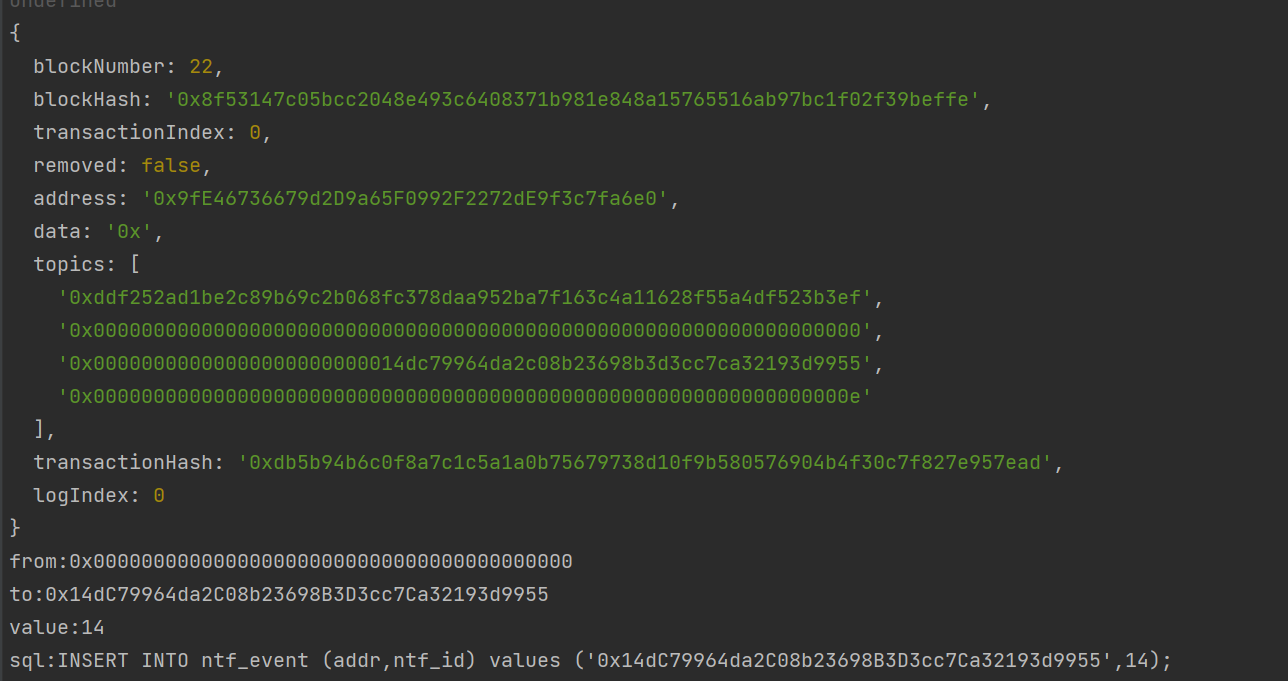 undefined
{
  blockNumber: 22,
  blockHash: '0x8f53147c05bcc2048e493c6408371b981e848a15765516ab97bc1f02f39beffe',
  transactionIndex: 0,
  removed: false,
  address: '0x9fE46736679d2D9a65F0992F2272dE9f3c7fa6e0',
  data: '0x',
  topics: [
    '0xddf252ad1be2c89b69c2b068fc378daa952ba7f163c4a11628f55a4df523b3ef',
    '0x0000000000000000000000000000000000000000000000000000000000000000',
    '0x00000000000000000000000014dc79964da2c08b23698b3d3cc7ca32193d9955',
    '0x000000000000000000000000000000000000000000000000000000000000000e'
  ],
  transactionHash: '0xdb5b94b6c0f8a7c1c5a1a0b75679738d10f9b580576904b4f30c7f827e957ead',
  logIndex: 0
}
from:0x0000000000000000000000000000000000000000
to:0x14dC79964da2C08b23698B3D3cc7Ca32193d9955
value:14
sql:INSERT INTO ntf_event (addr,ntf_id) values ('0x14dC79964da2C08b23698B3D3cc7Ca32193d9955',14);